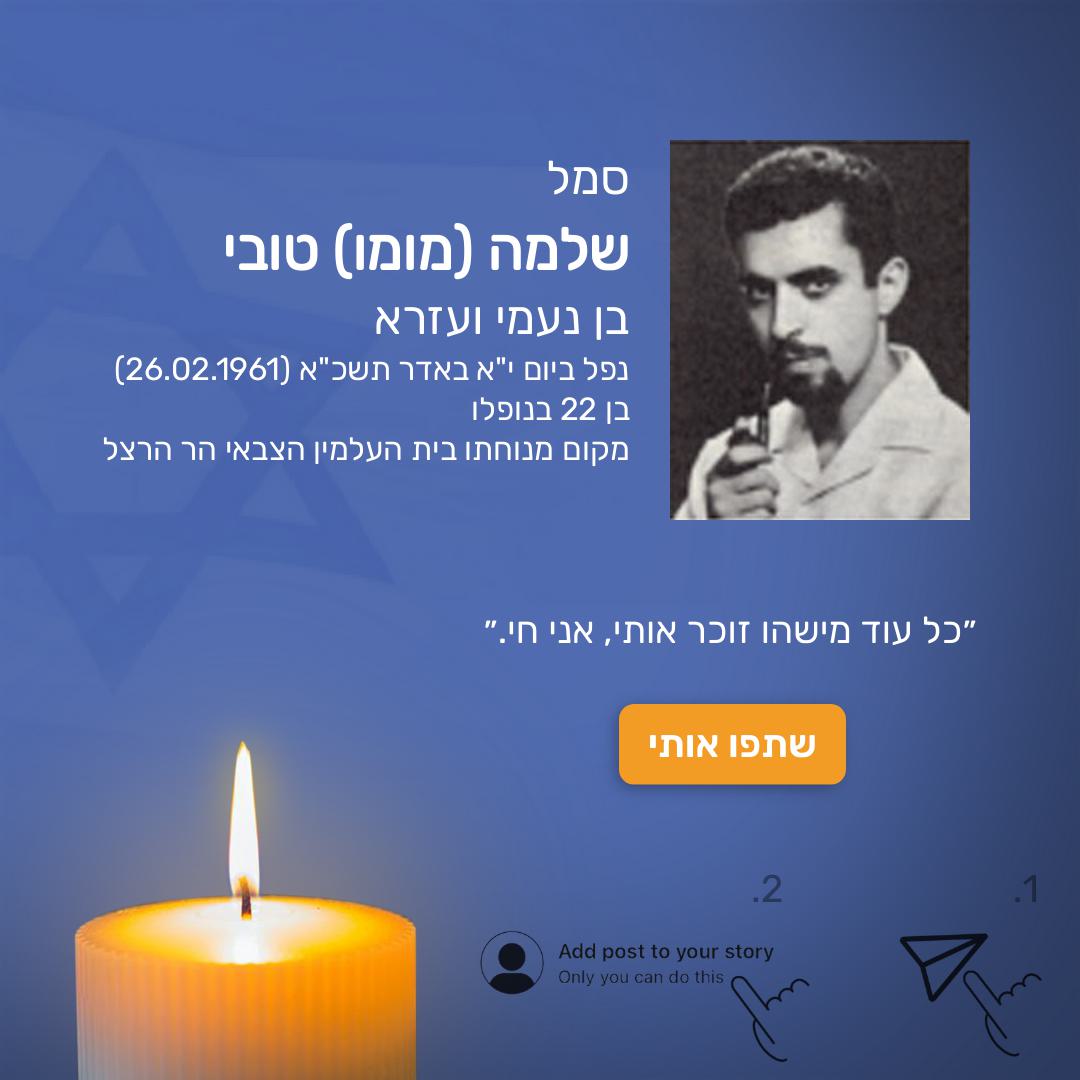 סמל
שלמה (מומו) טובי
בן נעמי ועזרא
נפל ביום י"א באדר תשכ"א (26.02.1961)
בן 22 בנופלו
מקום מנוחתו בית העלמין הצבאי הר הרצל
״כל עוד מישהו זוכר אותי, אני חי.״
שתפו אותי
1.
2.
Add post to your story
Only you can do this